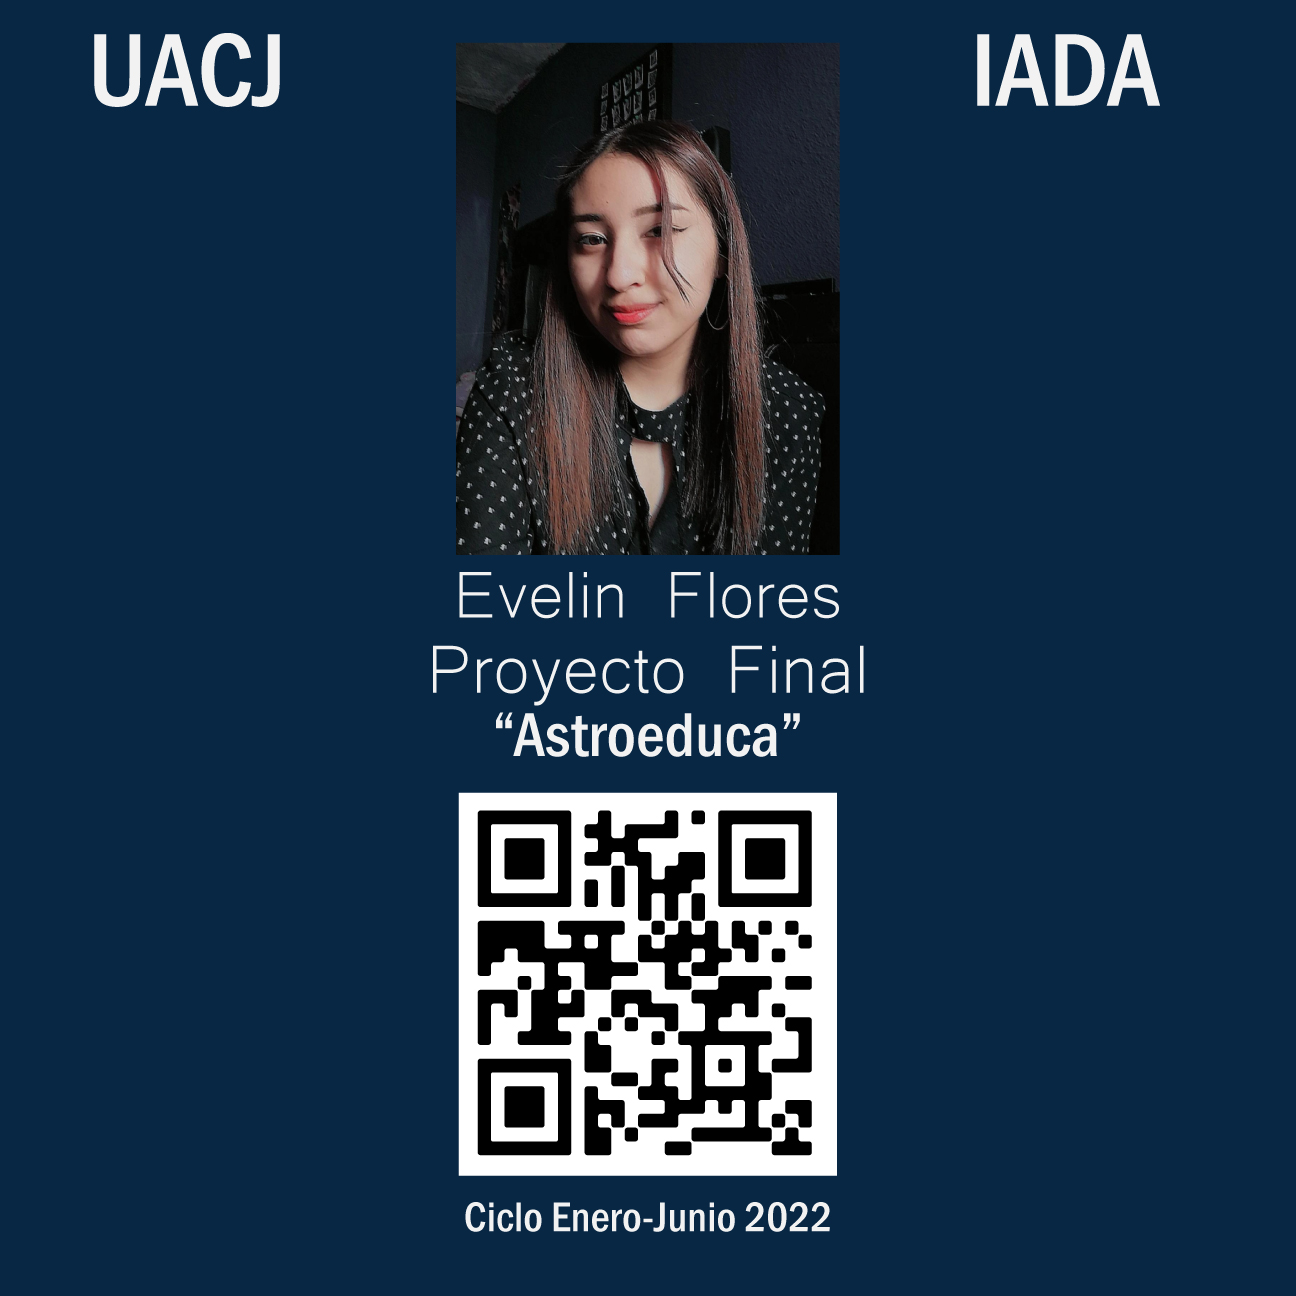 UACJ
IADA
Evelin Flores
Proyecto Final
“Astroeduca”
Ciclo Enero-Junio 2022